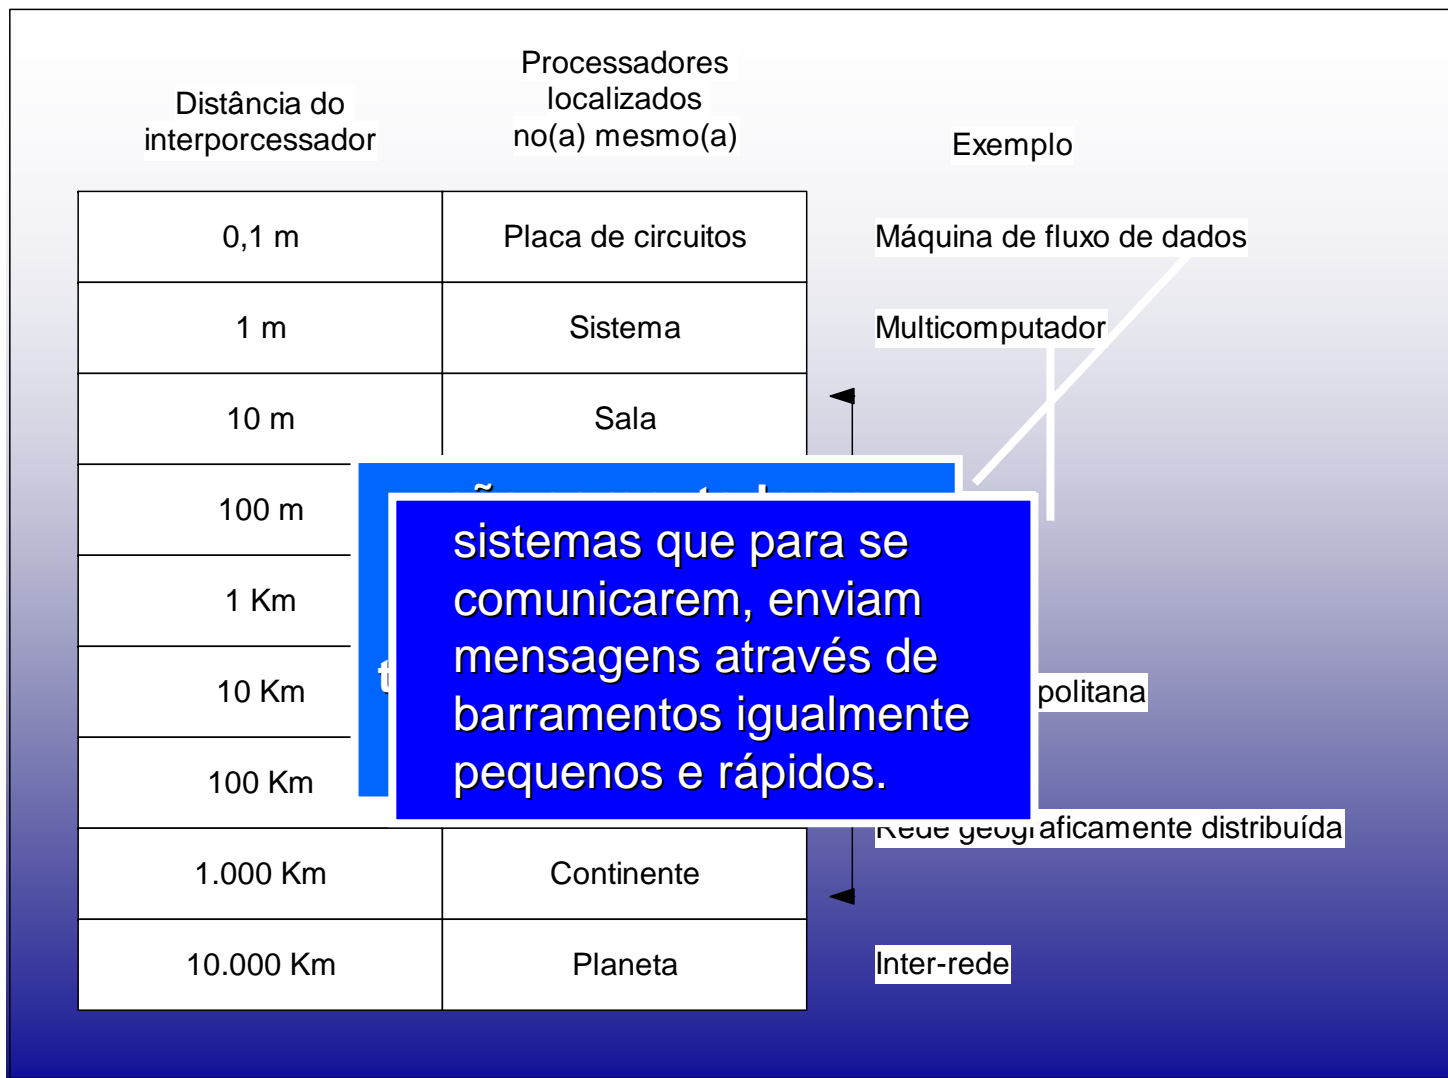 Distância do
interporcessador
Processadores
localizados
no(a) mesmo(a)
Exemplo
0,1 m
Placa de circuitos
Máquina de fluxo de dados
1 m
Sistema
Multicomputador
10 m
Sala
100 m
1 Km
10 Km
100 Km
sistemas que para se
comunicarem, enviam
mensagens através de
barramentos igualmente
pequenos e rápidos.
politana
Rede geograficamente distribuída
1.000 Km
Continente
10.000 Km
Planeta
Inter-rede